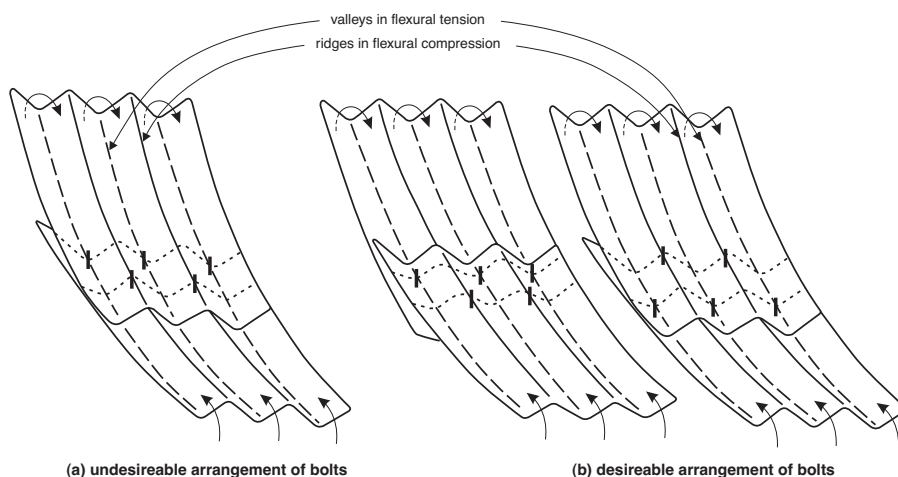 valleys in flexural tension
ridges in flexural compression
(a) undesireable arrangement of bolts
(b) desireable arrangement of bolts